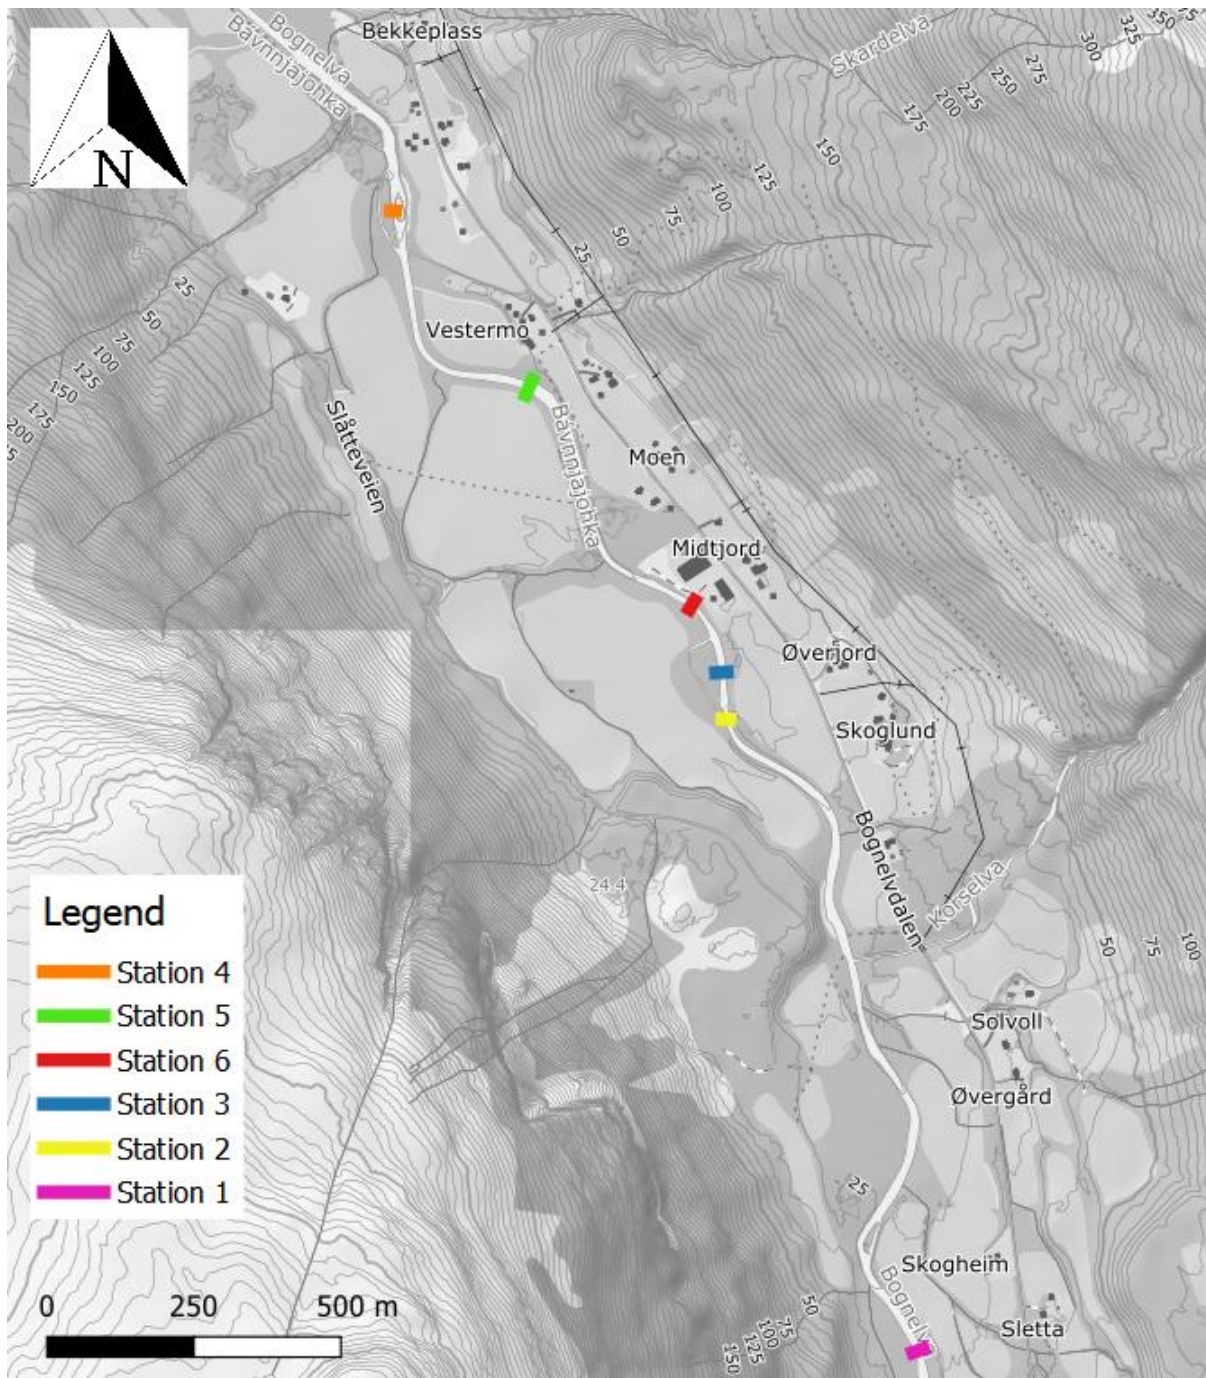 Bekkeplass
Bognelva
Bávnnjajohka
Skardelva
350
325
300
275
250
225
200
175
150
125
100
75
50
25
N
25
50
75
100
125
150
175
200
Vestermo
Slåtteveien
Bávnnjajohka
Moen
Midtjord
Øverjord
Skoglund
Bognelvdalen
Korselva
24 4
50
75
100
Solvoll
Øvergård
25
Skogheim
Bognelv
Sletta
50
75
100
125
150
Legend
Station 4
Station 5
Station 6
Station 3
Station 2
Station 1
0 250 500 m